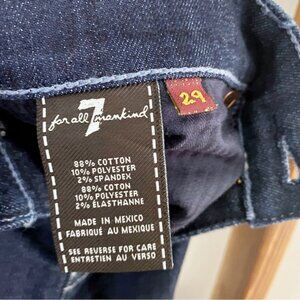 7
for all mankind
29
88% COTTON
10% POLYESTER
2% SPANDEX
88% COTON
10% POLYESTER
2% ELASTHANNE
MADE IN MEXICO
FABRIQUÉ AU MEXIQUE
SEE REVERSE FOR CARE
ENTRETIEN AU VERSO